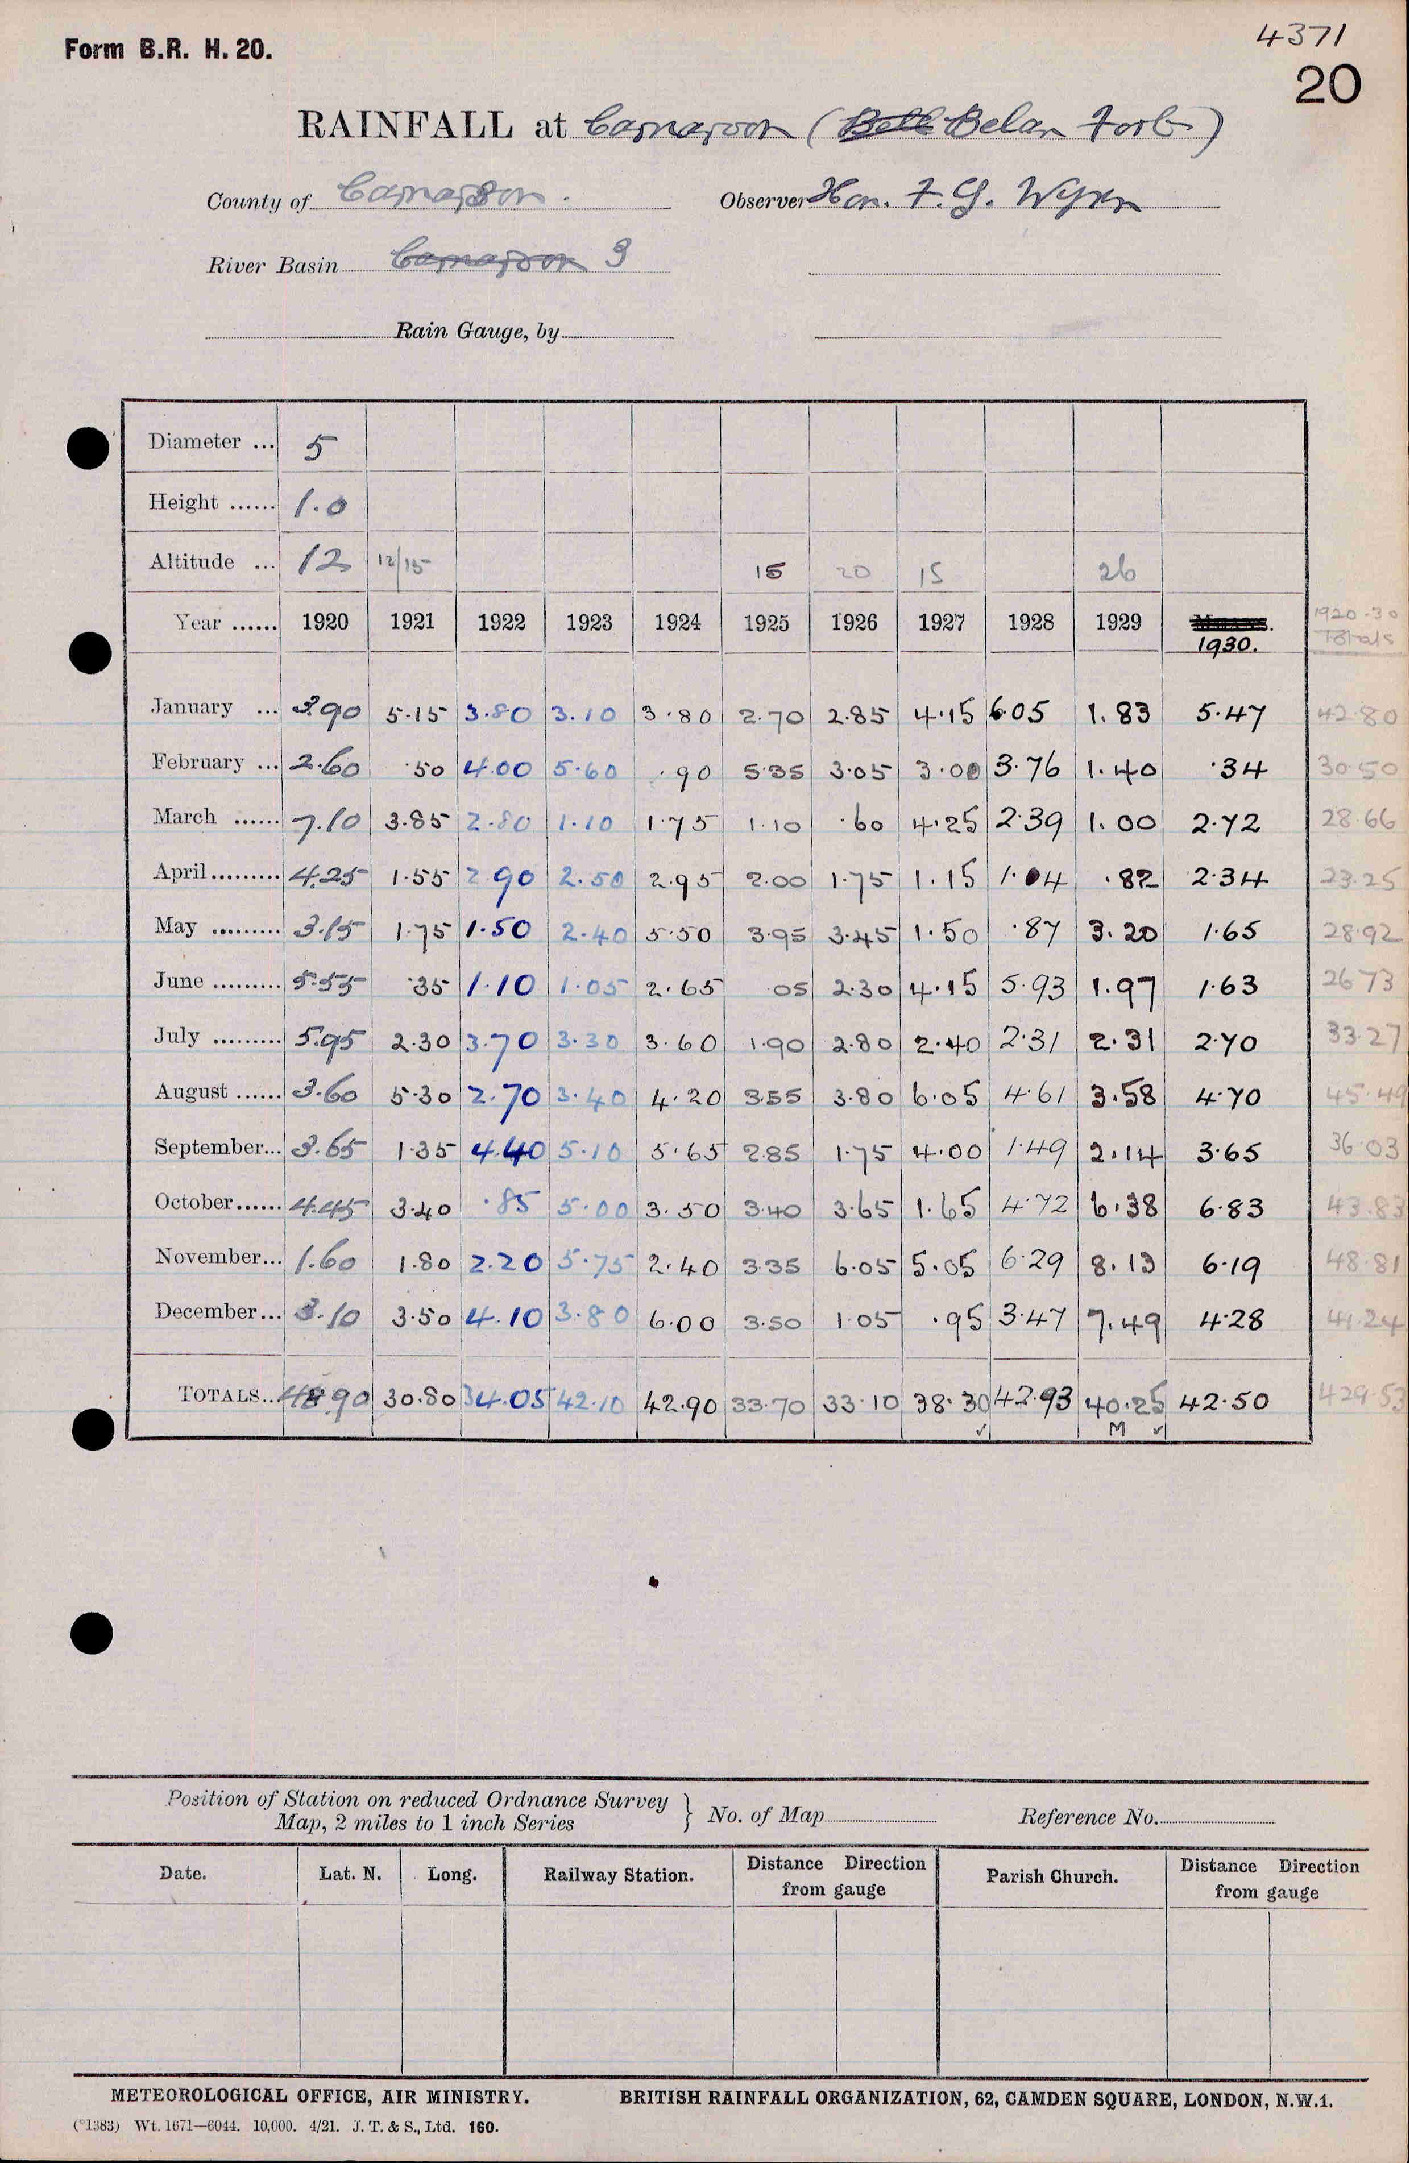 4371
Form B.R. H. 20.
20
RAINFALL at Carnarvon (Belan Fort)
County of Carnarvon. Observer Hon. F. G. Wynn
River Basin Carnarvon 3
Rain Gauge, by
Diameter ... 5
Height ...... 1.0
Altitude ... 12 12/15 15 20 15 26
Year ...... 1920 1921 1922 1923 1924 1925 1926 1927 1928 1929 1930. 1920-30 Totals
January ... 3.90 5.15 3.80 3.10 3.80 2.70 2.85 4.15 6.05 1.83 5.47 42.80
February ... 2.60 .50 4.00 5.60 .90 5.35 3.05 3.00 3.76 1.40 .34 30.50
March ...... 7.10 3.85 2.80 1.10 1.75 1.10 .60 4.25 2.39 1.00 2.72 28.66
April ......... 4.25 1.55 2.90 2.50 2.95 2.00 1.75 1.15 1.04 .82 2.34 23.25
May ......... 3.15 1.75 1.50 2.40 5.50 3.95 3.45 1.50 .87 3.20 1.65 28.92
June ......... 5.55 .35 1.10 1.05 2.65 .05 2.30 4.15 5.93 1.97 1.63 26.73
July ......... 5.95 2.30 3.70 3.30 3.60 1.90 2.80 2.40 2.31 2.31 2.70 33.27
August ...... 3.60 5.30 2.70 3.40 4.20 3.55 3.80 6.05 4.61 3.58 4.70 45.49
September... 3.65 1.35 4.40 5.10 5.65 2.85 1.75 4.00 1.49 2.14 3.65 36.03
October...... 4.45 3.40 .85 5.00 3.50 3.40 3.65 1.65 4.72 6.38 6.83 43.83
November... 1.60 1.80 2.20 5.75 2.40 3.35 6.05 5.05 6.29 8.13 6.19 48.81
December... 3.10 3.50 4.10 3.80 6.00 3.50 1.05 .95 3.47 7.49 4.28 41.24
TOTALS... 48.90 30.80 34.05 42.10 42.90 33.70 33.10 38.30 42.93 40.25 42.50 429.53
✓ M ✓
Position of Station on reduced Ordnance Survey
Map, 2 miles to 1 inch Series } No. of Map Reference No.
Date. Lat. N. Long. Railway Station. Distance Direction from gauge Parish Church. Distance Direction from gauge
METEOROLOGICAL OFFICE, AIR MINISTRY. BRITISH RAINFALL ORGANIZATION, 62, CAMDEN SQUARE, LONDON, N.W.1.
(*1383) Wt. 1671—6044. 10,000. 4/21. J. T. & S., Ltd. 160.